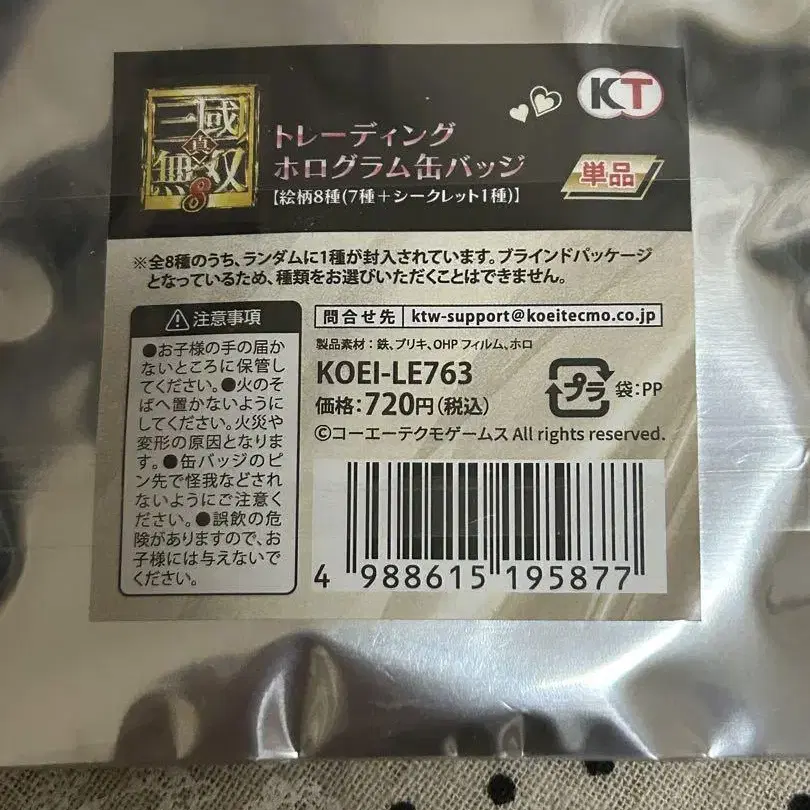 真・三國無双8
トレーディング
ホログラム缶バッジ
【絵柄8種(7種＋シークレット1種)】
KT
単品
※全8種のうち、ランダムに1種が封入されています。ブラインドパッケージ
となっているため、種類をお選びいただくことはできません。
注意事項
●お子様の手の届か
ないところに保管し
てください。●火のそ
ばへ置かないように
してください。火災や
変形の原因となりま
す。●缶バッジのピ
ン先で怪我などされ
ないようにご注意く
ださい。●誤飲の危
険がありますので、お
子様には与えないで
ください。
問合せ先 ktw-support@koeitecmo.co.jp
製品素材：鉄、ブリキ、OHPフィルム、ホロ
KOEI-LE763
価格：720円(税込)
プラ 袋：PP
©コーエーテクモゲームス All rights reserved.
4 988615 195877